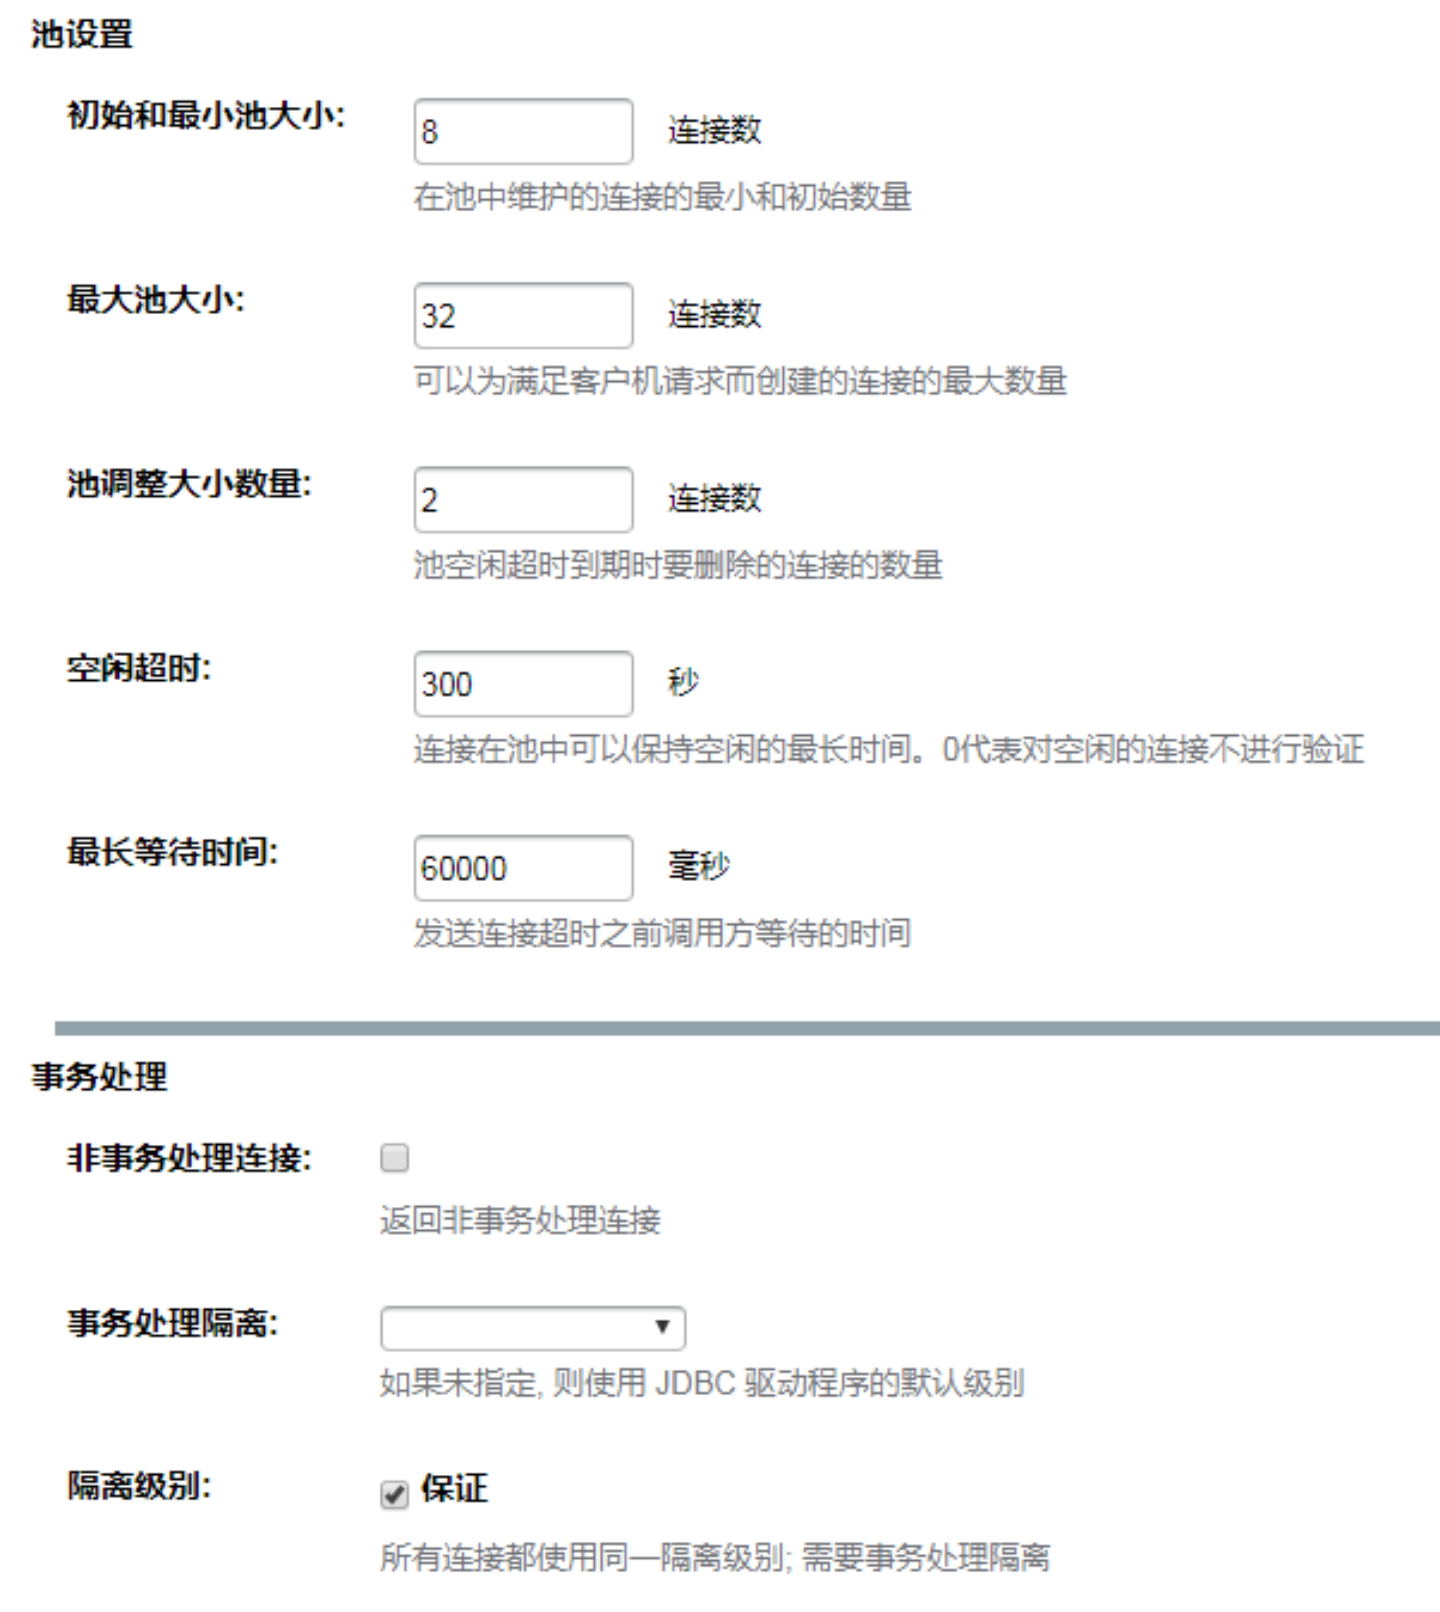 池设置
初始和最小池大小: 8 连接数
在池中维护的连接的最小和初始数量
最大池大小: 32 连接数
可以为满足客户机请求而创建的连接的最大数量
池调整大小数量: 2 连接数
池空闲超时到期时要删除的连接的数量
空闲超时: 300 秒
连接在池中可以保持空闲的最长时间。0代表对空闲的连接不进行验证
最长等待时间: 60000 毫秒
发送连接超时之前调用方等待的时间
事务处理
非事务处理连接:
返回非事务处理连接
事务处理隔离:
如果未指定, 则使用 JDBC 驱动程序的默认级别
隔离级别: 保证
所有连接都使用同一隔离级别; 需要事务处理隔离